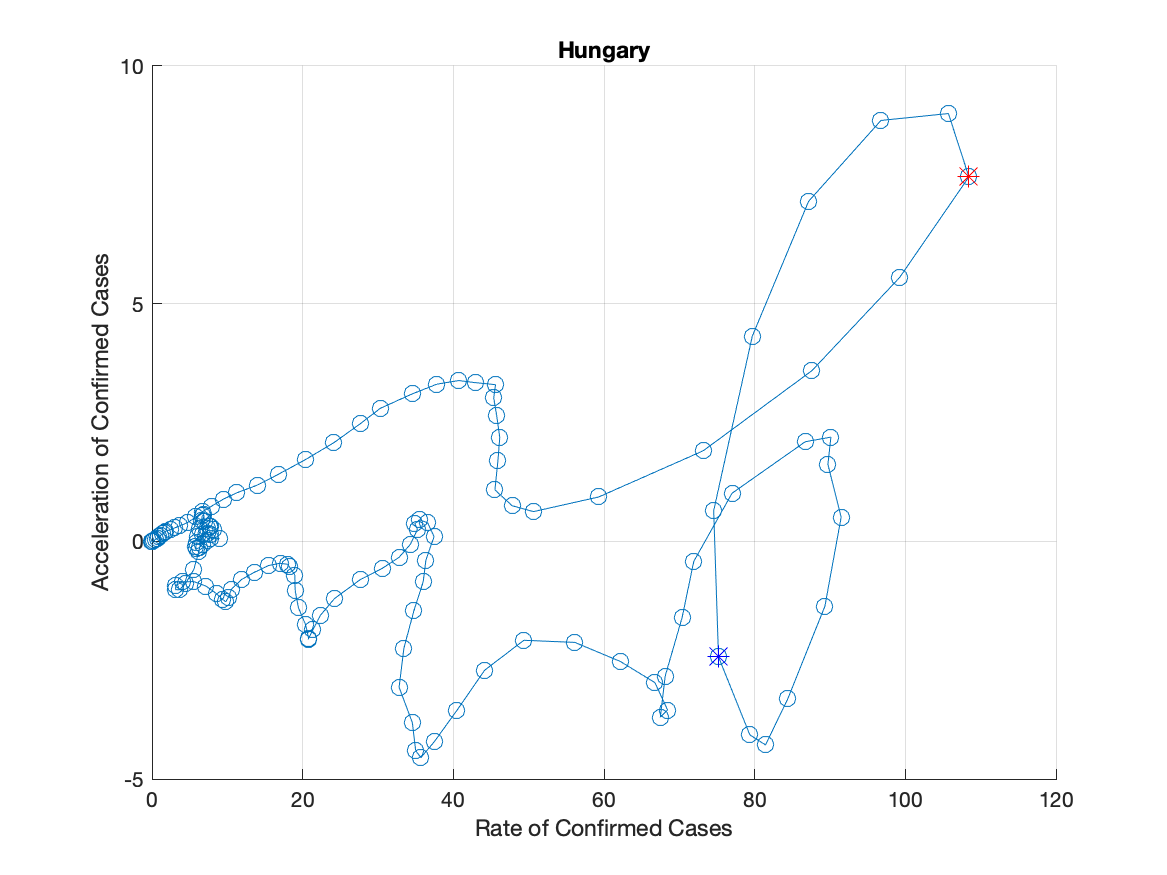 Hungary
10
5
0
-5
Acceleration of Confirmed Cases
0 20 40 60 80 100 120
Rate of Confirmed Cases